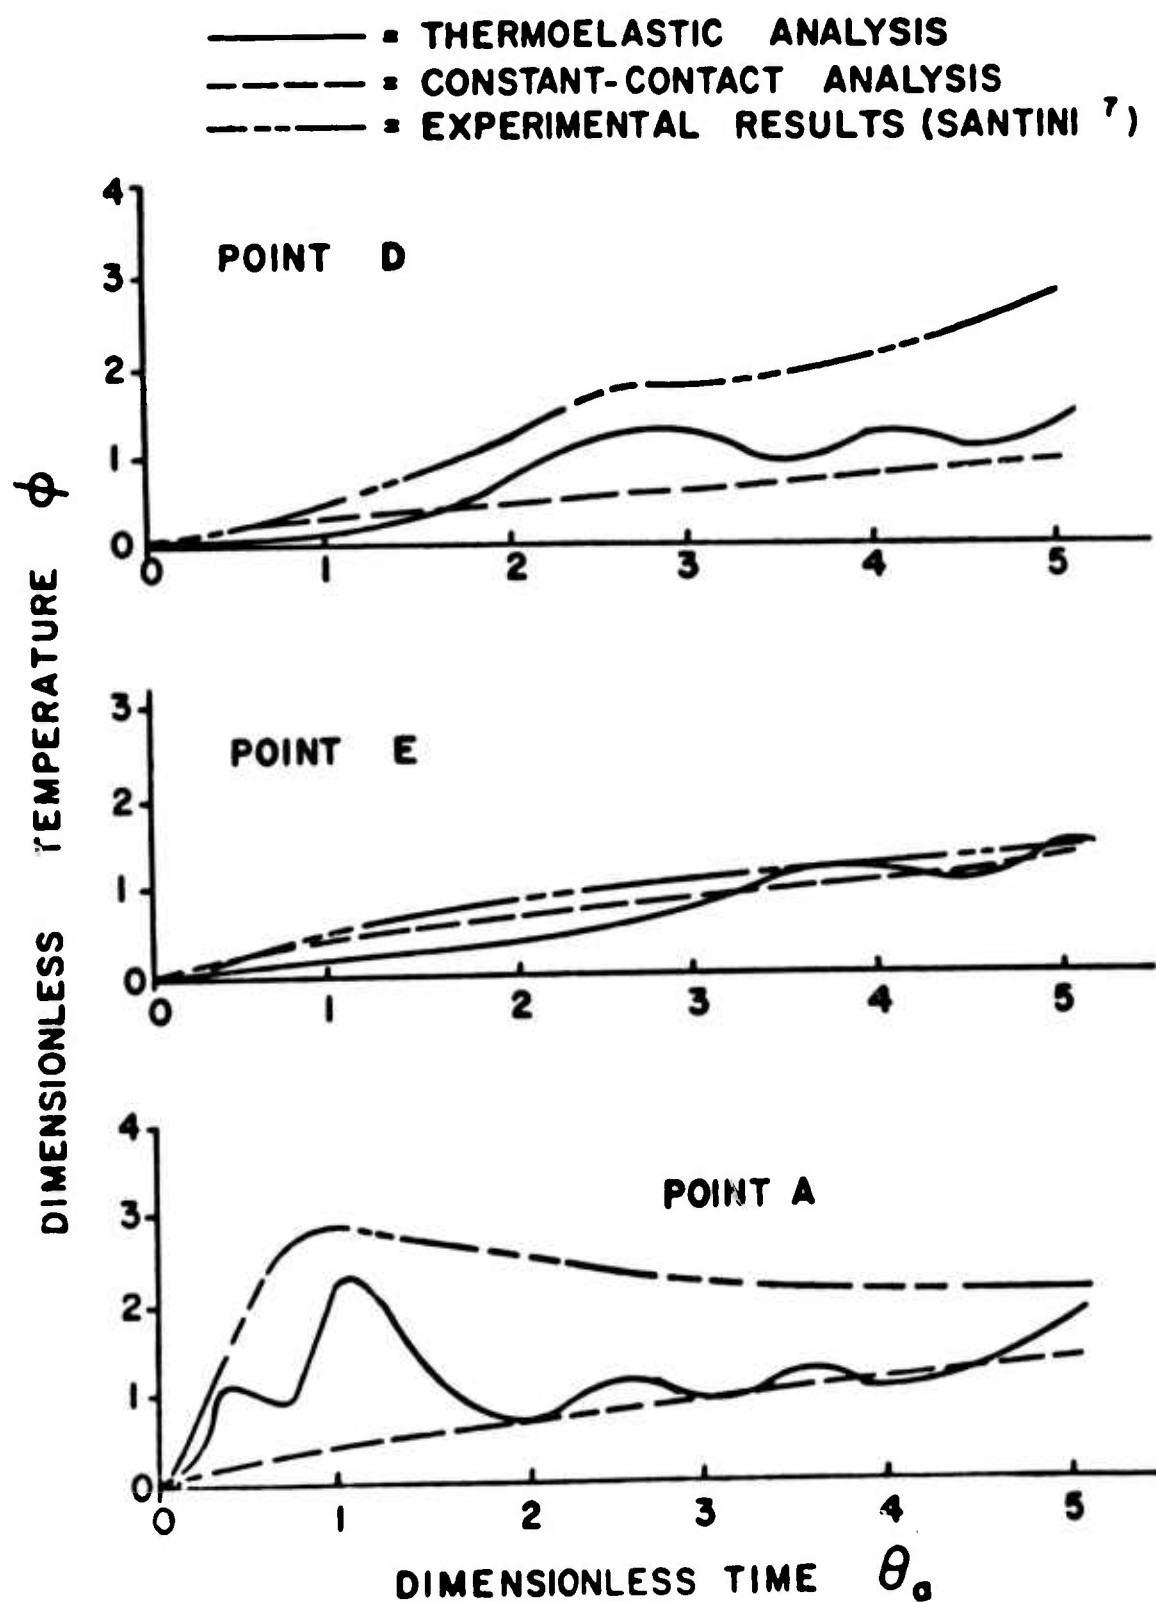 = THERMOELASTIC ANALYSIS
= CONSTANT-CONTACT ANALYSIS
= EXPERIMENTAL RESULTS (SANTINI ⁷)
4
POINT D
3
2
1
0
0 1 2 3 4 5
3
POINT E
2
1
0
0 1 2 3 4 5
4
POINT A
3
2
1
0
0 1 2 3 4 5
DIMENSIONLESS TEMPERATURE ϕ
DIMENSIONLESS TIME θa